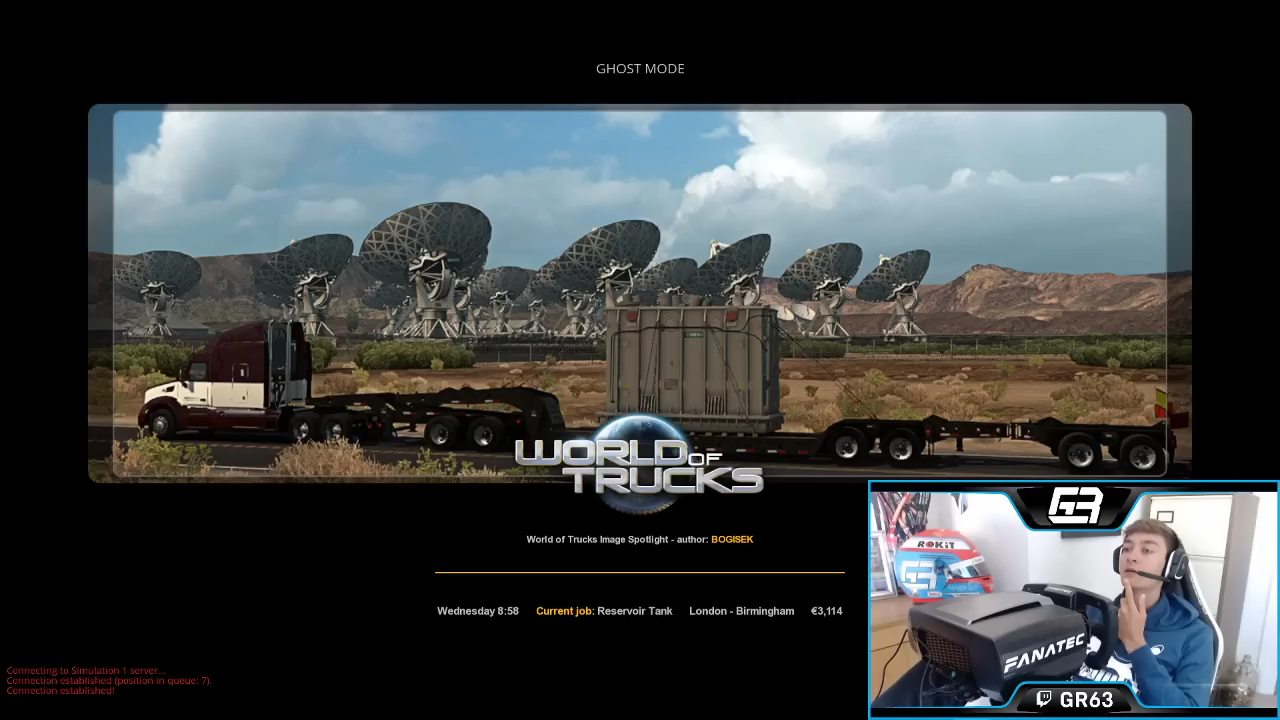 GHOST MODE
WORLD OF
TRUCKS
World of Trucks Image Spotlight - author: BOGISEK
Wednesday 8:58 Current job: Reservoir Tank London - Birmingham €3,114
Connecting to Simulation 1 server...
Connection established (position in queue: 7).
Connection established!
GR
ROKiT
FANATEC
GR63